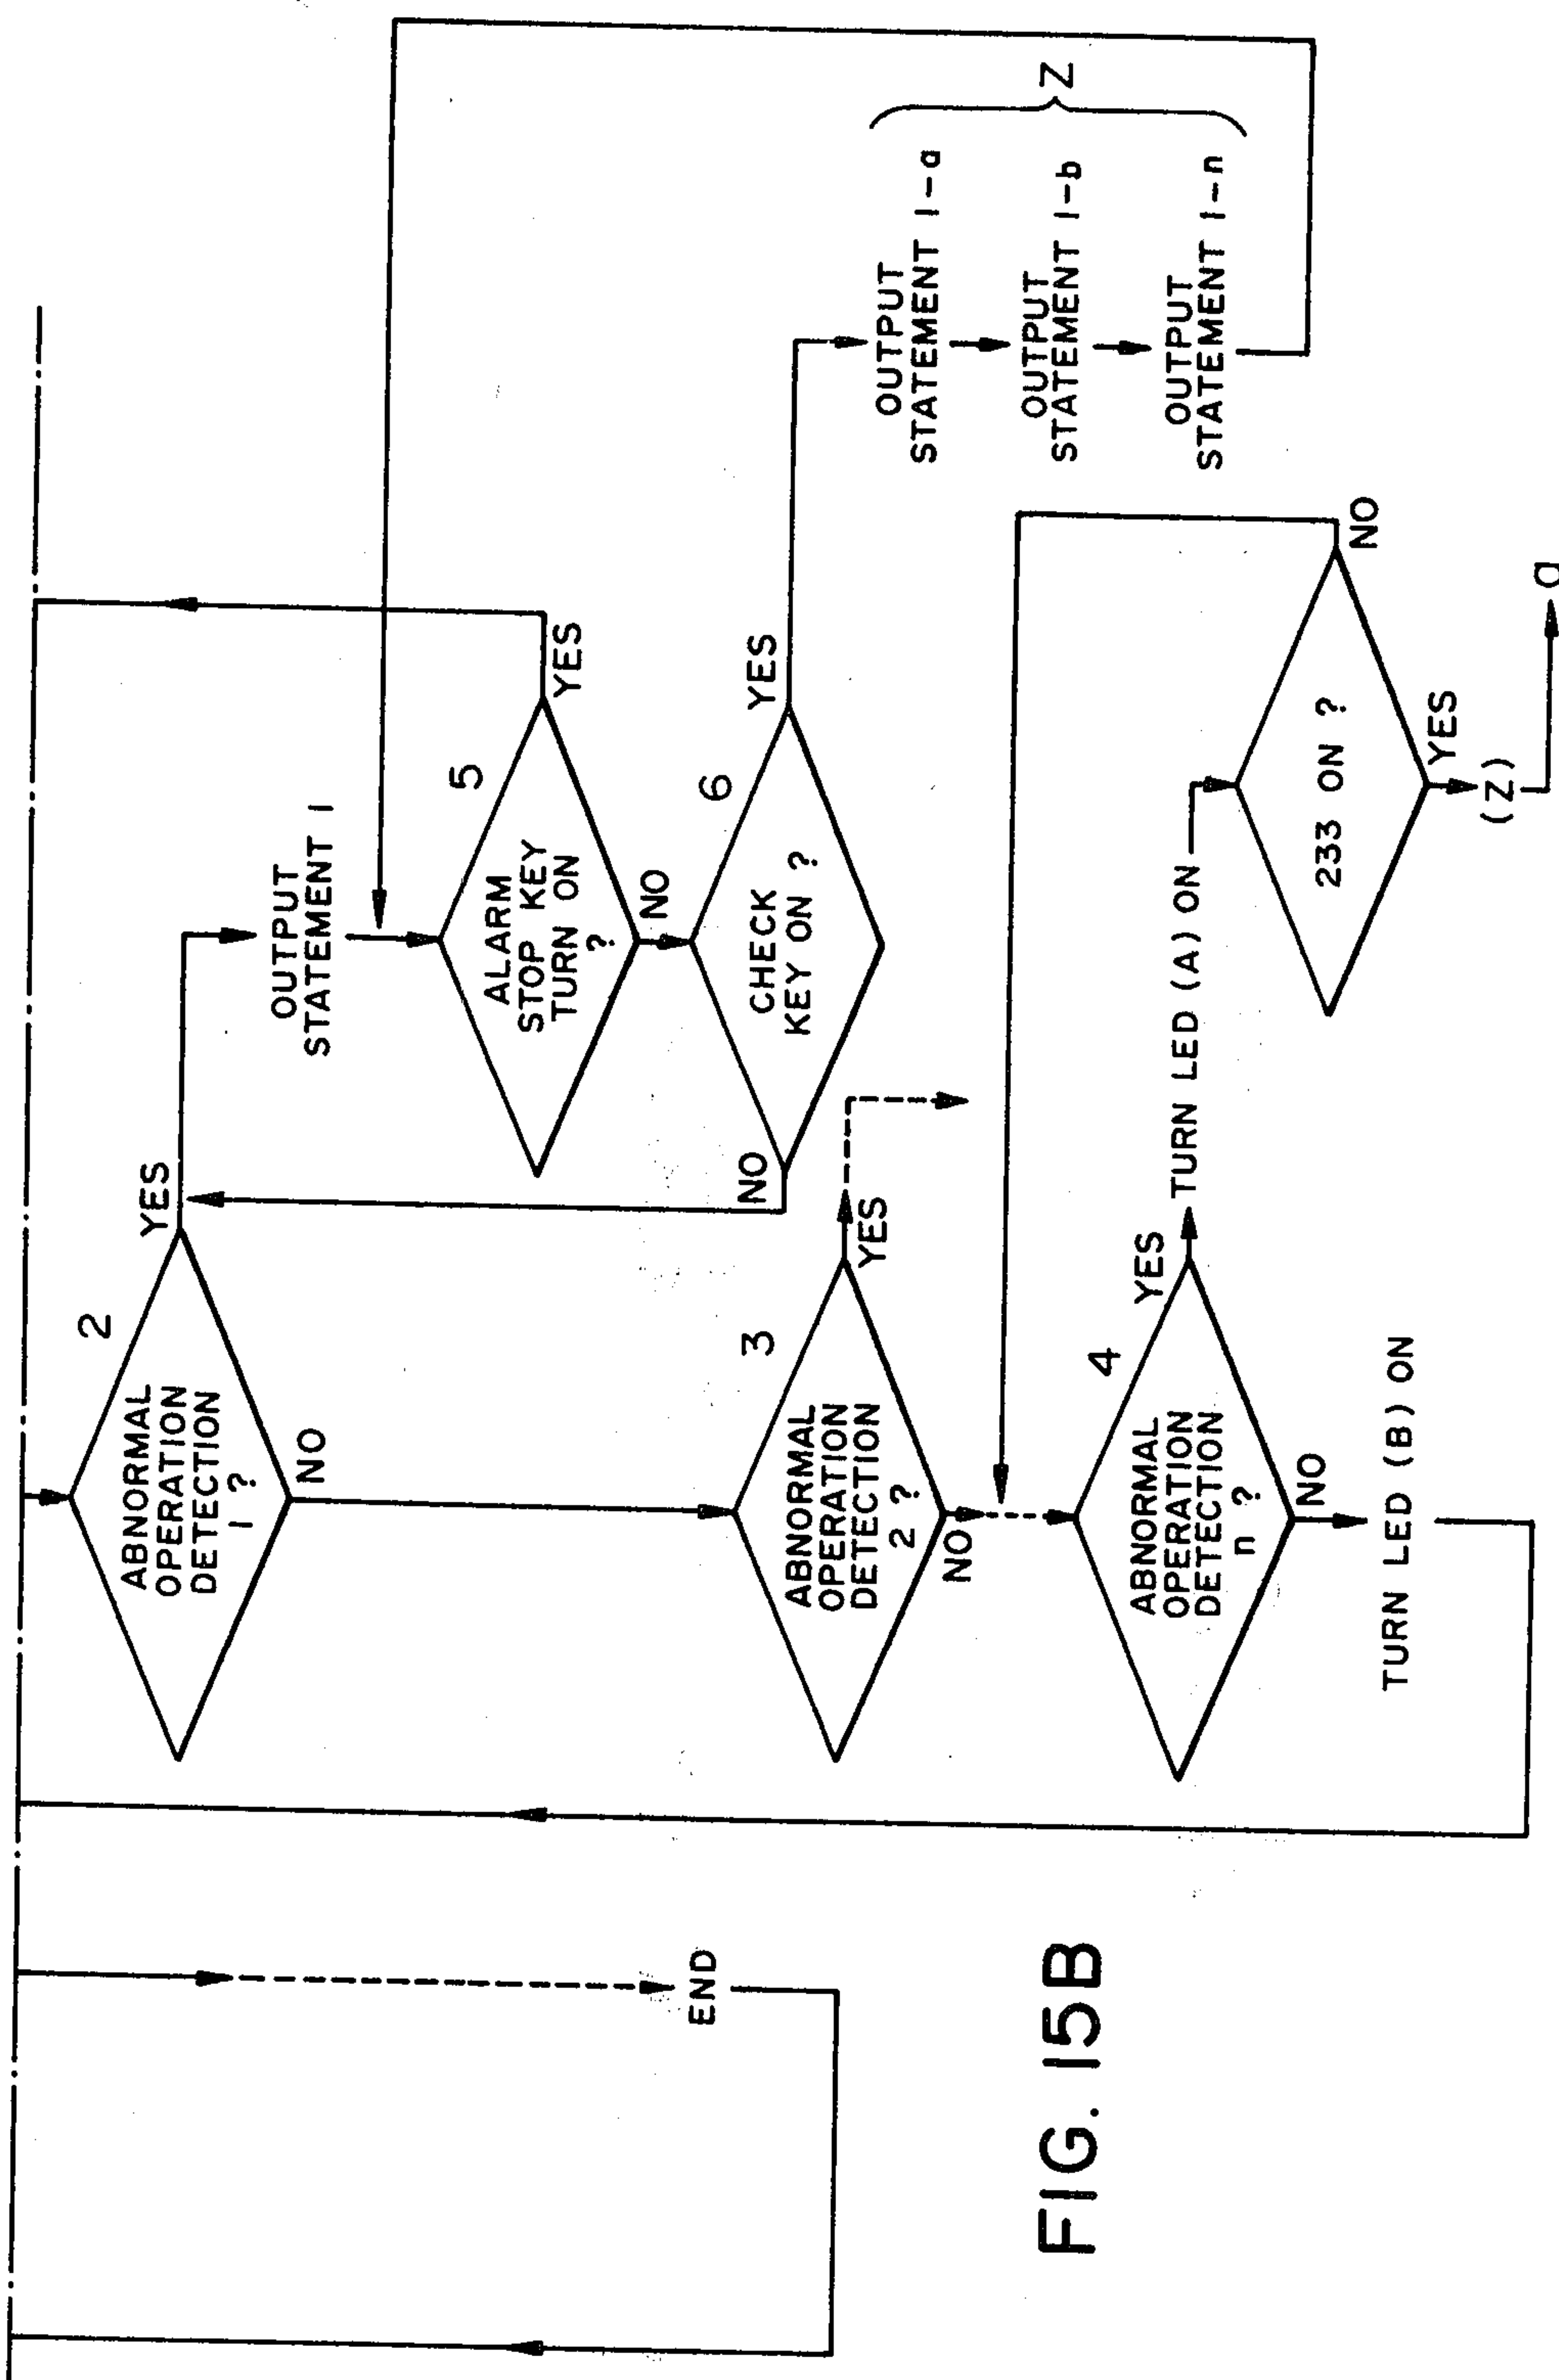 2
ABNORMAL
OPERATION
DETECTION
1 ?
YES
NO
OUTPUT
STATEMENT 1
5
ALARM
STOP KEY
TURN ON
?
YES
NO
6
CHECK
KEY ON ?
YES
NO
OUTPUT
STATEMENT 1-a
OUTPUT
STATEMENT 1-b
OUTPUT
STATEMENT 1-n
Z
3
ABNORMAL
OPERATION
DETECTION
2 ?
YES
NO
4
ABNORMAL
OPERATION
DETECTION
n ?
YES
NO
TURN LED (A) ON
233 ON ?
NO
YES
(Z)
a
TURN LED (B) ON
END
FIG. 15B